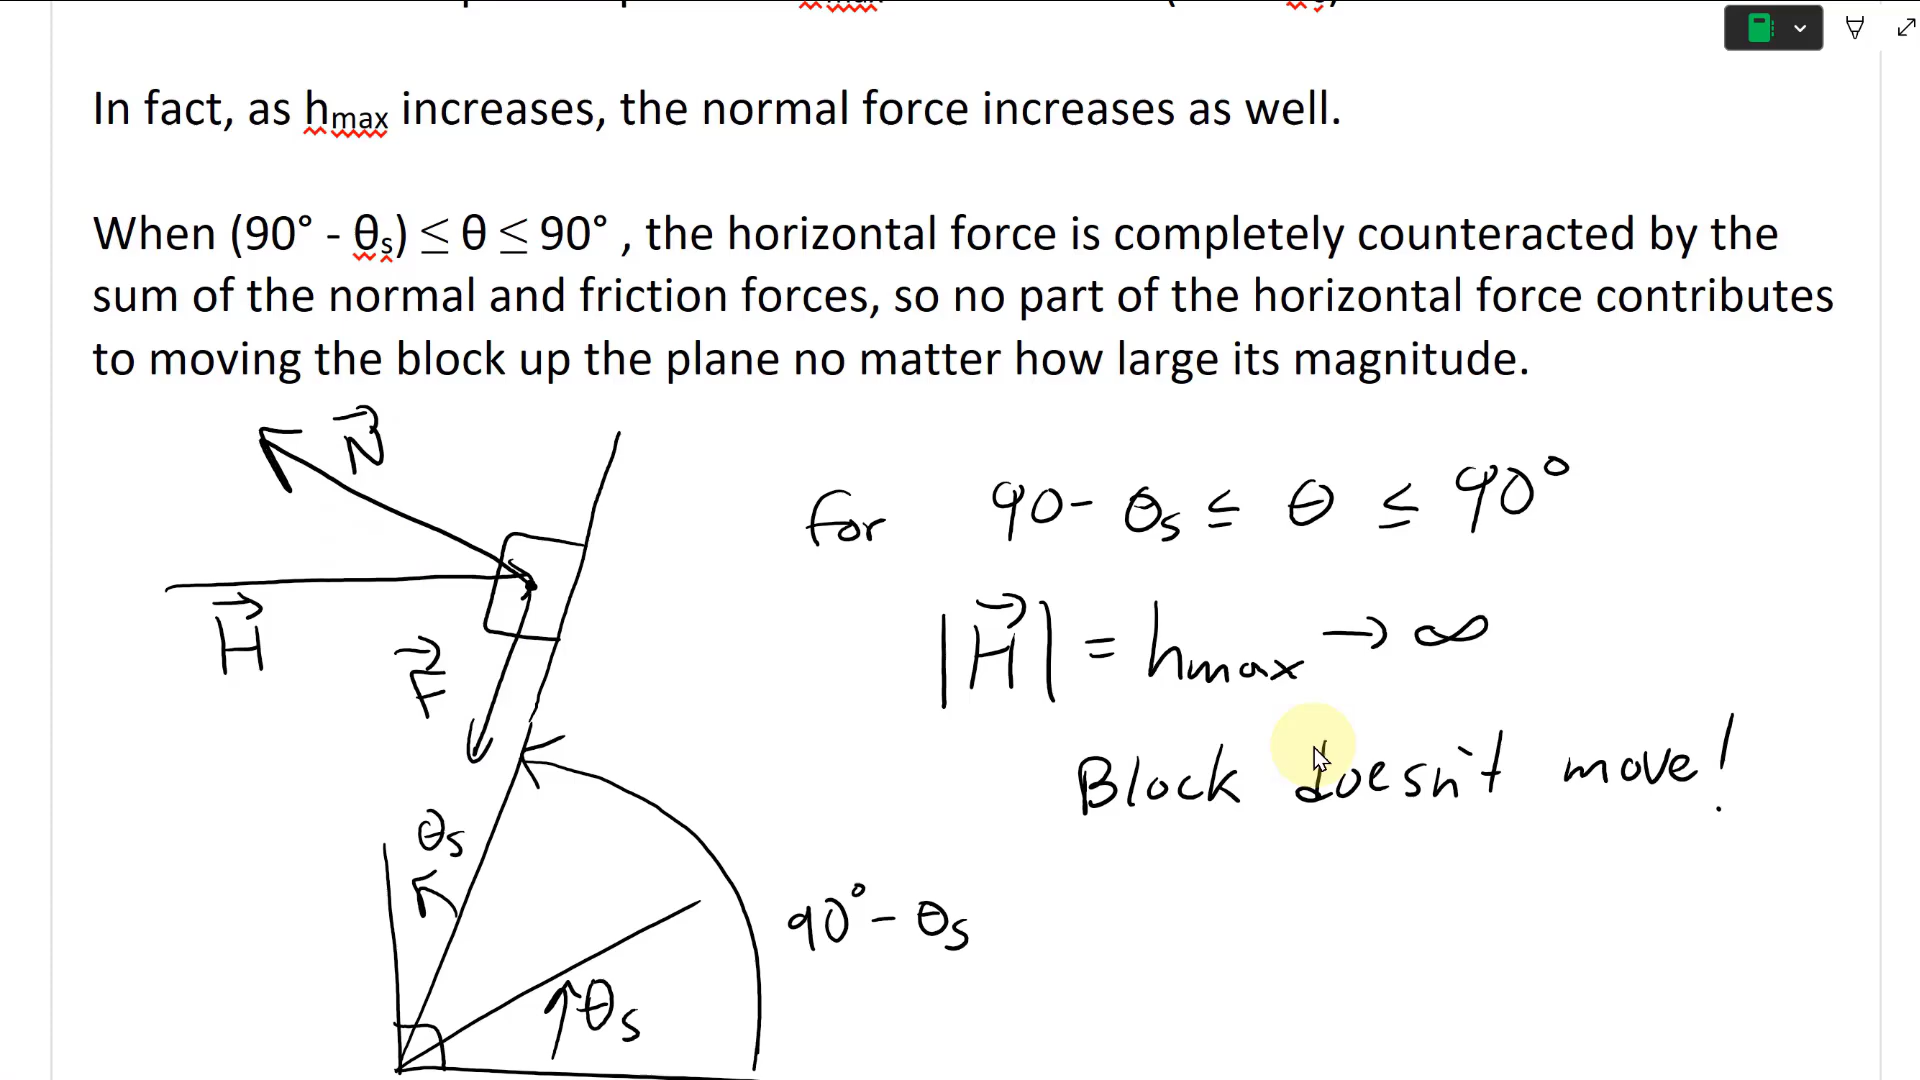 In fact, as hmax increases, the normal force increases as well.
When (90° - θs) ≤ θ ≤ 90° , the horizontal force is completely counteracted by the
sum of the normal and friction forces, so no part of the horizontal force contributes
to moving the block up the plane no matter how large its magnitude.
N⃗
For 90 - θs ≤ θ ≤ 90°
H⃗
|H⃗| = hmax → ∞
F⃗
Block doesn't move!
θs
90° - θs
θs